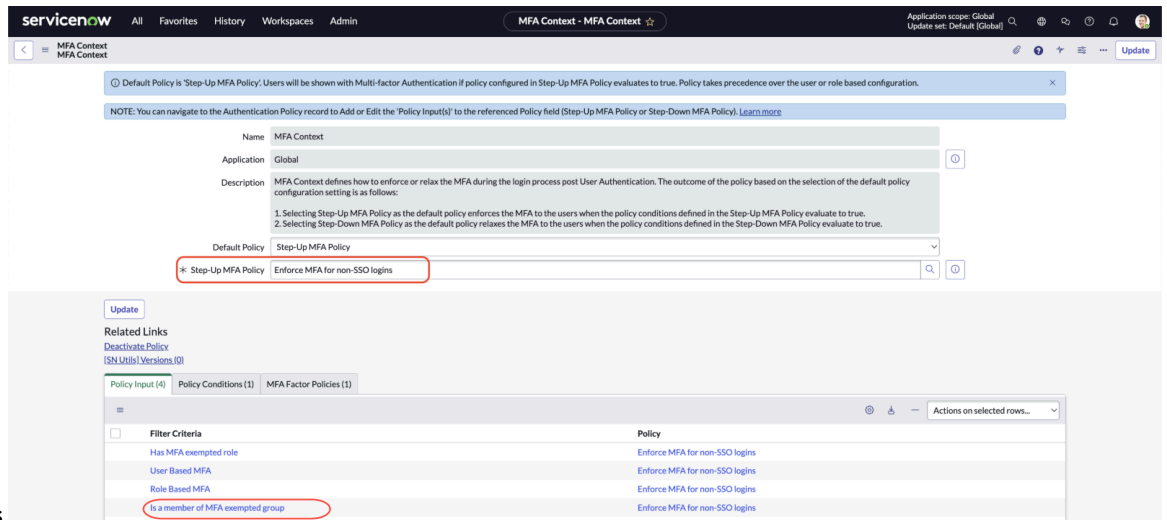 servicenow All Favorites History Workspaces Admin MFA Context - MFA Context ☆ Application scope: Global
Update set: Default [Global]
MFA Context
MFA Context
Update
Default Policy is 'Step-Up MFA Policy'. Users will be shown with Multi-factor Authentication if policy configured in Step-Up MFA Policy evaluates to true. Policy takes precedence over the user or role based configuration.
NOTE: You can navigate to the Authentication Policy record to Add or Edit the 'Policy Input(s)' to the referenced Policy field (Step-Up MFA Policy or Step-Down MFA Policy). Learn more
Name MFA Context
Application Global
Description MFA Context defines how to enforce or relax the MFA during the login process post User Authentication. The outcome of the policy based on the selection of the default policy
configuration setting is as follows:
1. Selecting Step-Up MFA Policy as the default policy enforces the MFA to the users when the policy conditions defined in the Step-Up MFA Policy evaluate to true.
2. Selecting Step-Down MFA Policy as the default policy relaxes the MFA to the users when the policy conditions defined in the Step-Down MFA Policy evaluate to true.
Default Policy Step-Up MFA Policy
* Step-Up MFA Policy Enforce MFA for non-SSO logins
Update
Related Links
Deactivate Policy
[SN Utils] Versions (0)
Policy Input (4) Policy Conditions (1) MFA Factor Policies (1)
Actions on selected rows...
Filter Criteria Policy
Has MFA exempted role Enforce MFA for non-SSO logins
User Based MFA Enforce MFA for non-SSO logins
Role Based MFA Enforce MFA for non-SSO logins
Is a member of MFA exempted group Enforce MFA for non-SSO logins